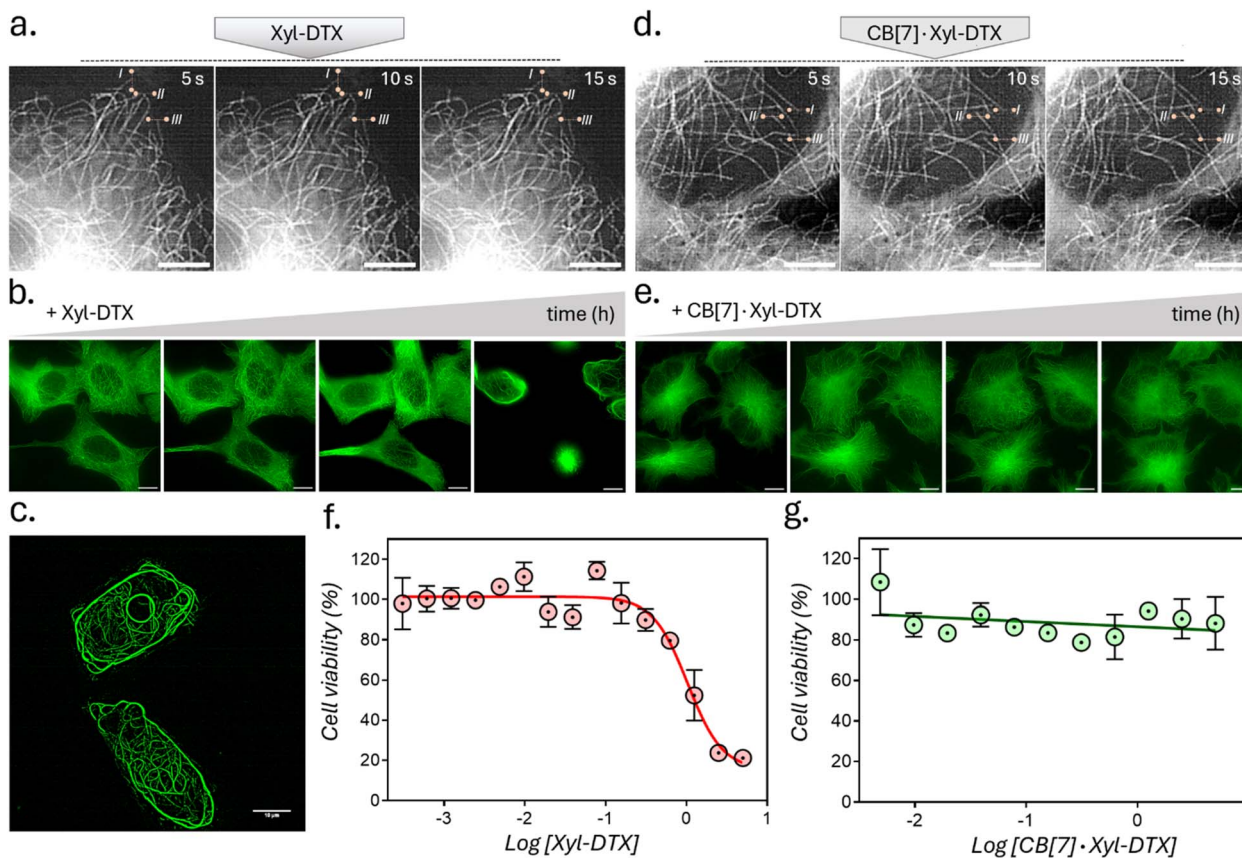 a.
Xyl-DTX
5 s
10 s
15 s
I
II
III
I
II
III
I
II
III
b.
+ Xyl-DTX
time (h)
c.
10 µm
d.
CB[7]·Xyl-DTX
5 s
10 s
15 s
I
II
III
I
II
III
I
II
III
e.
+ CB[7]·Xyl-DTX
time (h)
f.
Cell viability (%)
120
100
80
60
40
20
0
-3
-2
-1
0
1
Log [Xyl-DTX]
g.
Cell viability (%)
120
100
80
60
40
20
0
-2
-1
0
Log [CB[7]·Xyl-DTX]